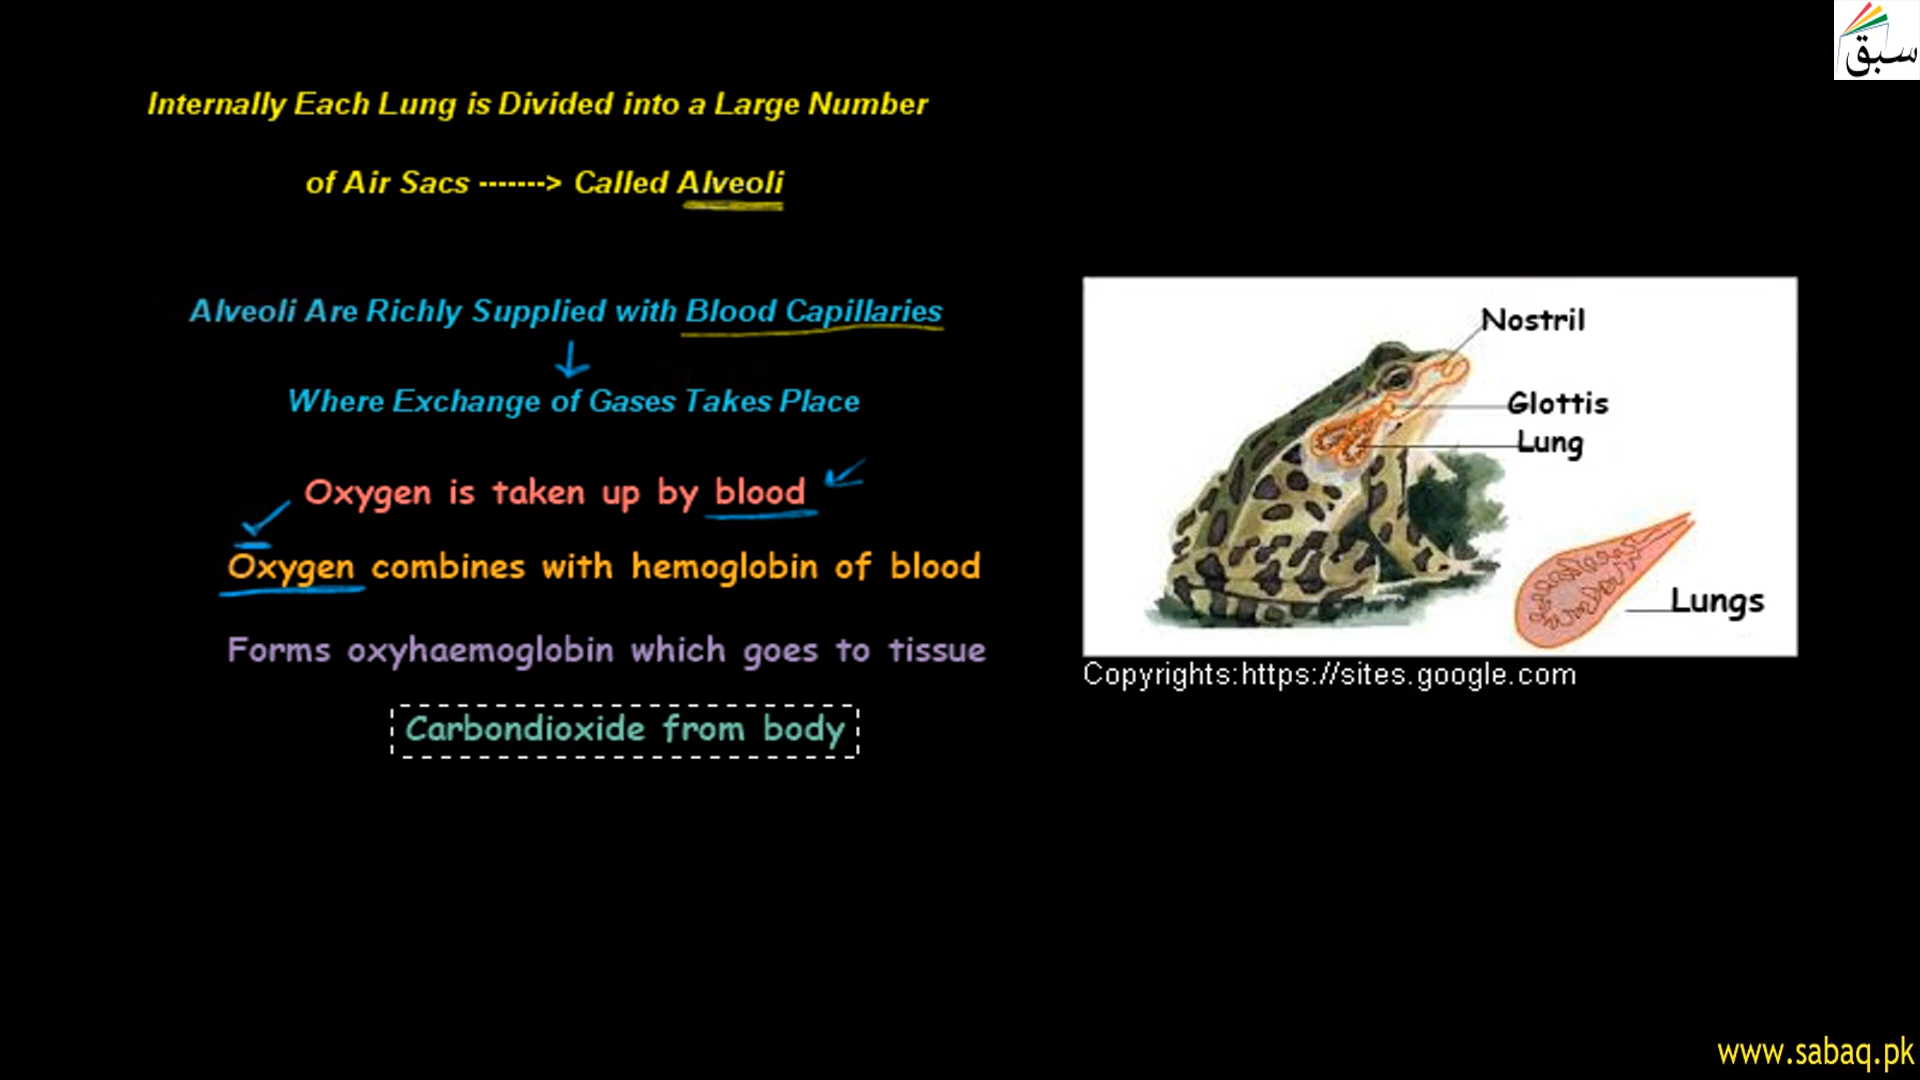 سبق
Internally Each Lung is Divided into a Large Number
of Air Sacs -------> Called Alveoli
Alveoli Are Richly Supplied with Blood Capillaries
Where Exchange of Gases Takes Place
Oxygen is taken up by blood
Oxygen combines with hemoglobin of blood
Forms oxyhaemoglobin which goes to tissue
Carbondioxide from body
Nostril
Glottis
Lung
Lungs
Copyrights:https://sites.google.com
www.sabaq.pk